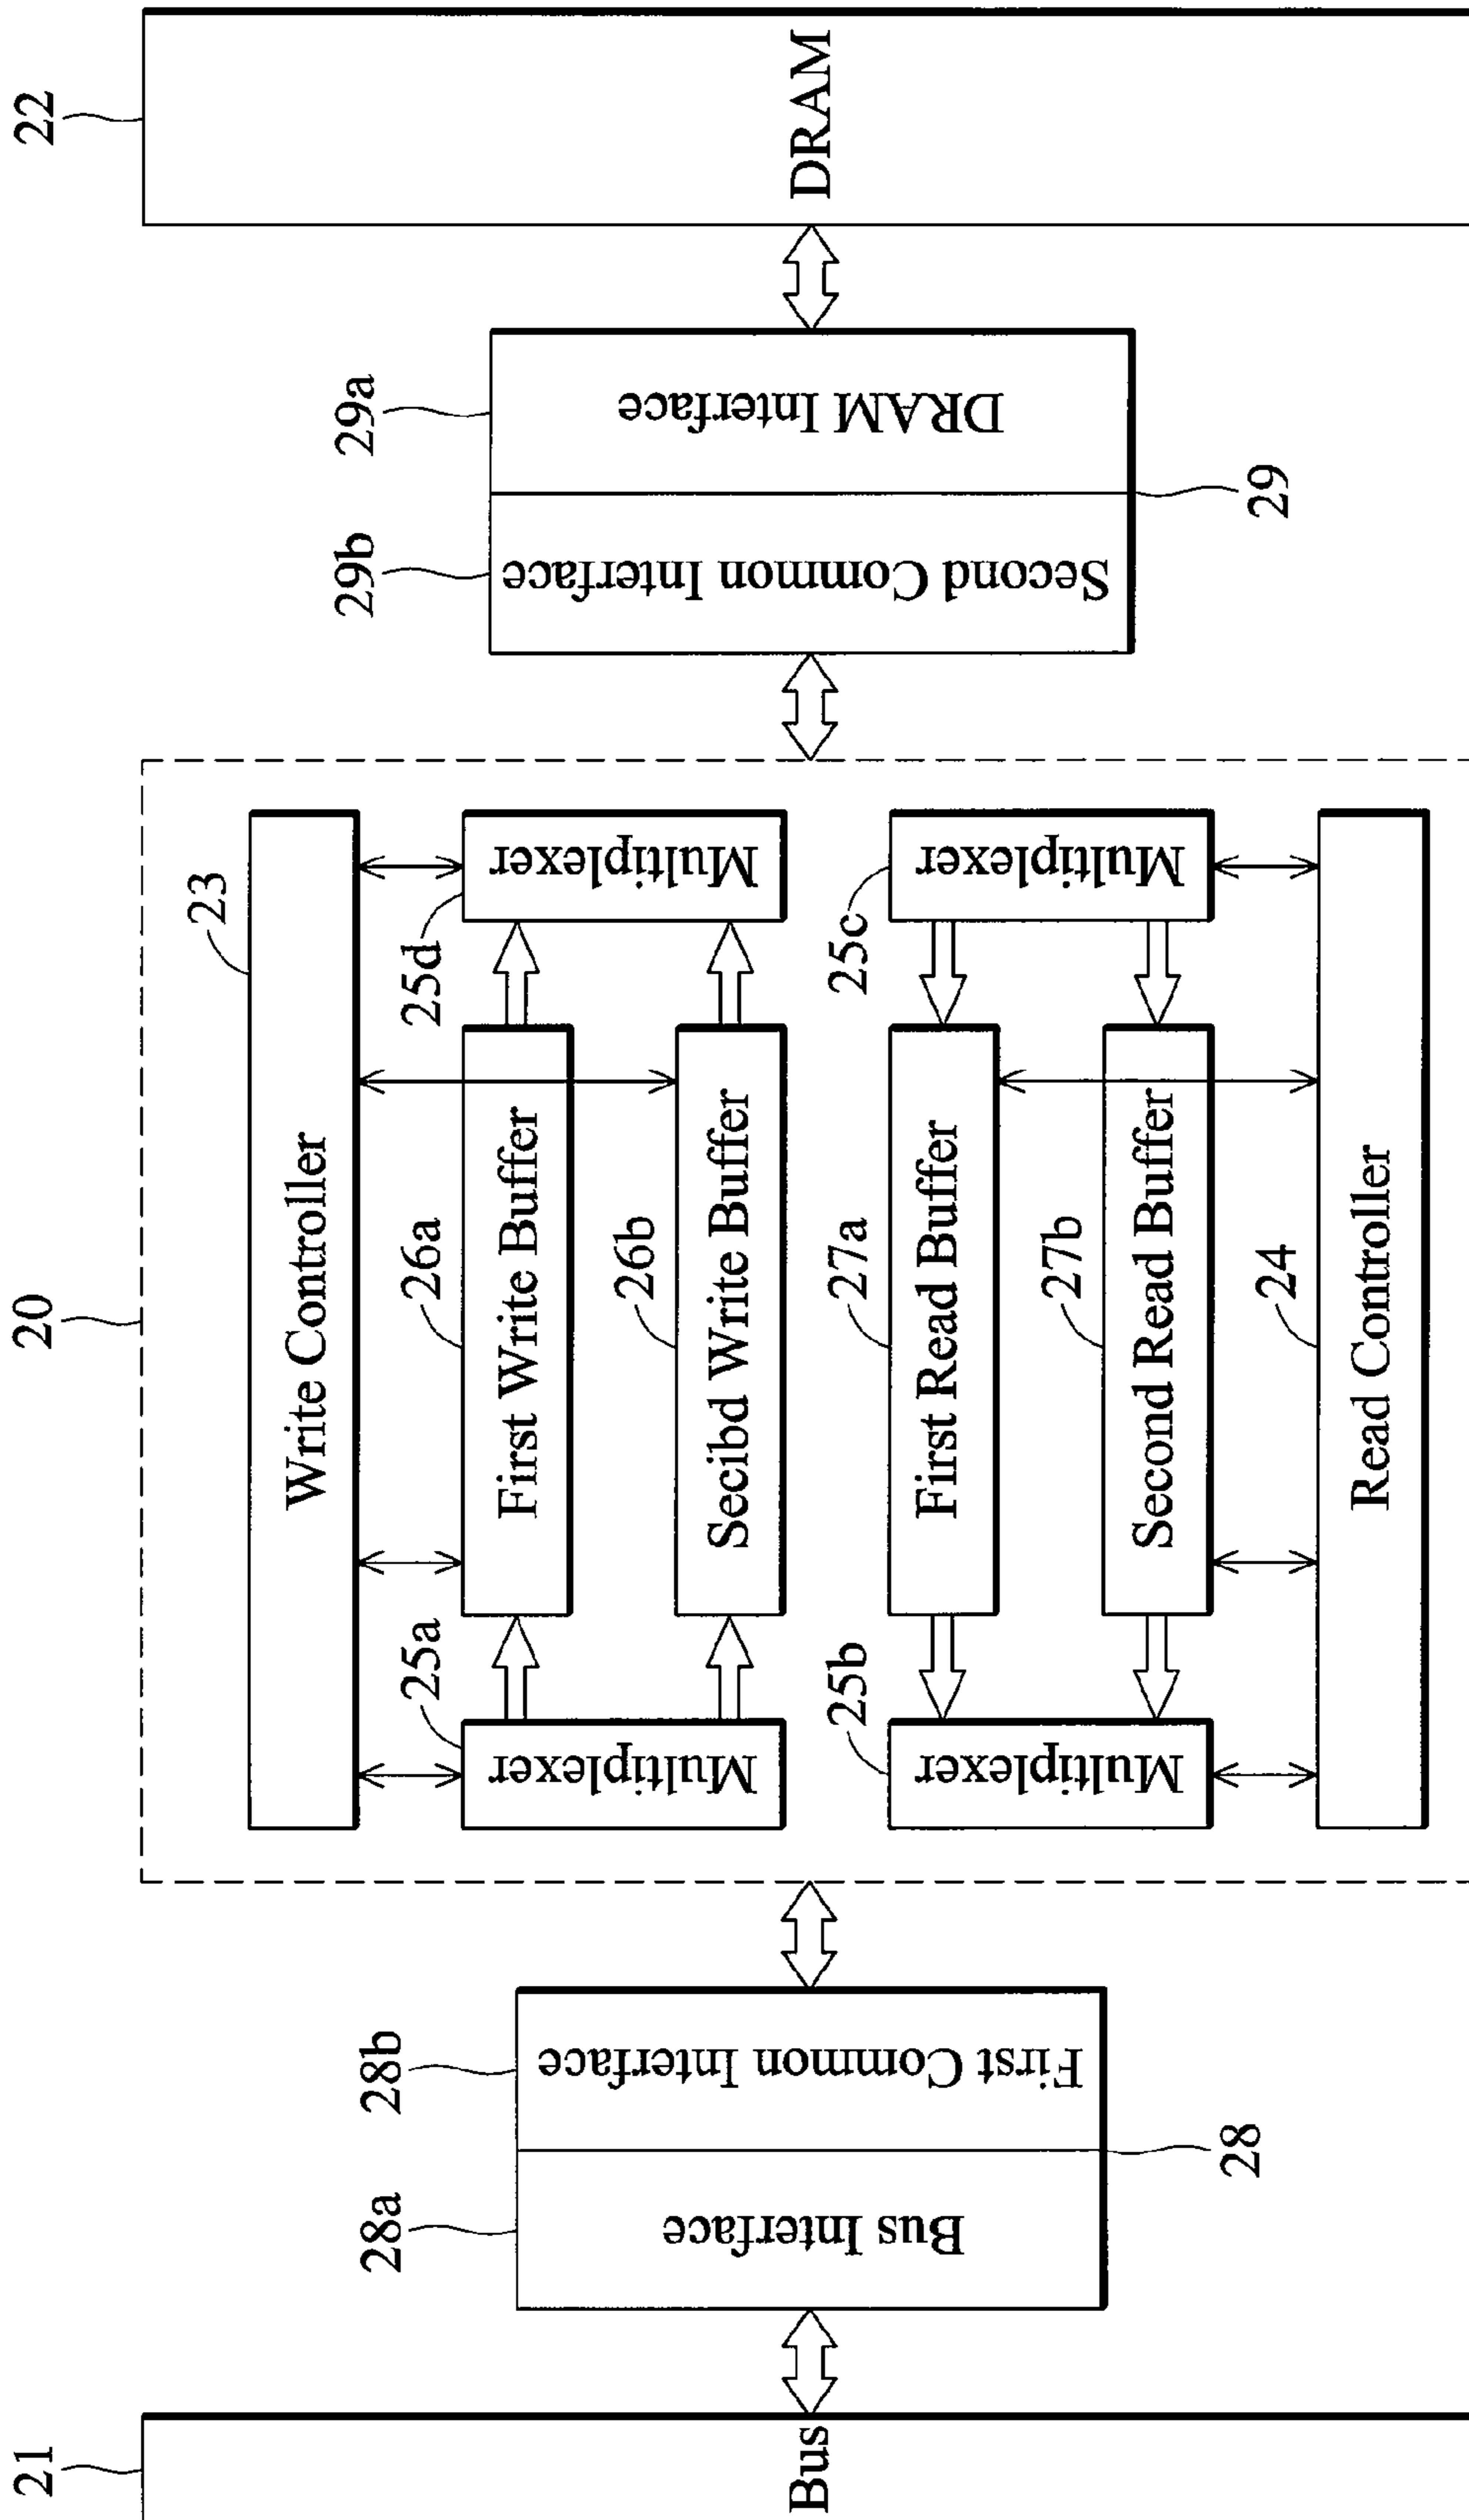 20
21
22
23
Write Controller
25a
26a
25d
First Write Buffer
Multiplexer
Multiplexer
26b
Secibd Write Buffer
28a
28b
Bus Interface
First Common Interface
28
29b
29a
Second Common Interface
DRAM Interface
29
Bus
DRAM
25b
27a
25c
First Read Buffer
Multiplexer
Multiplexer
27b
Second Read Buffer
24
Read Controller